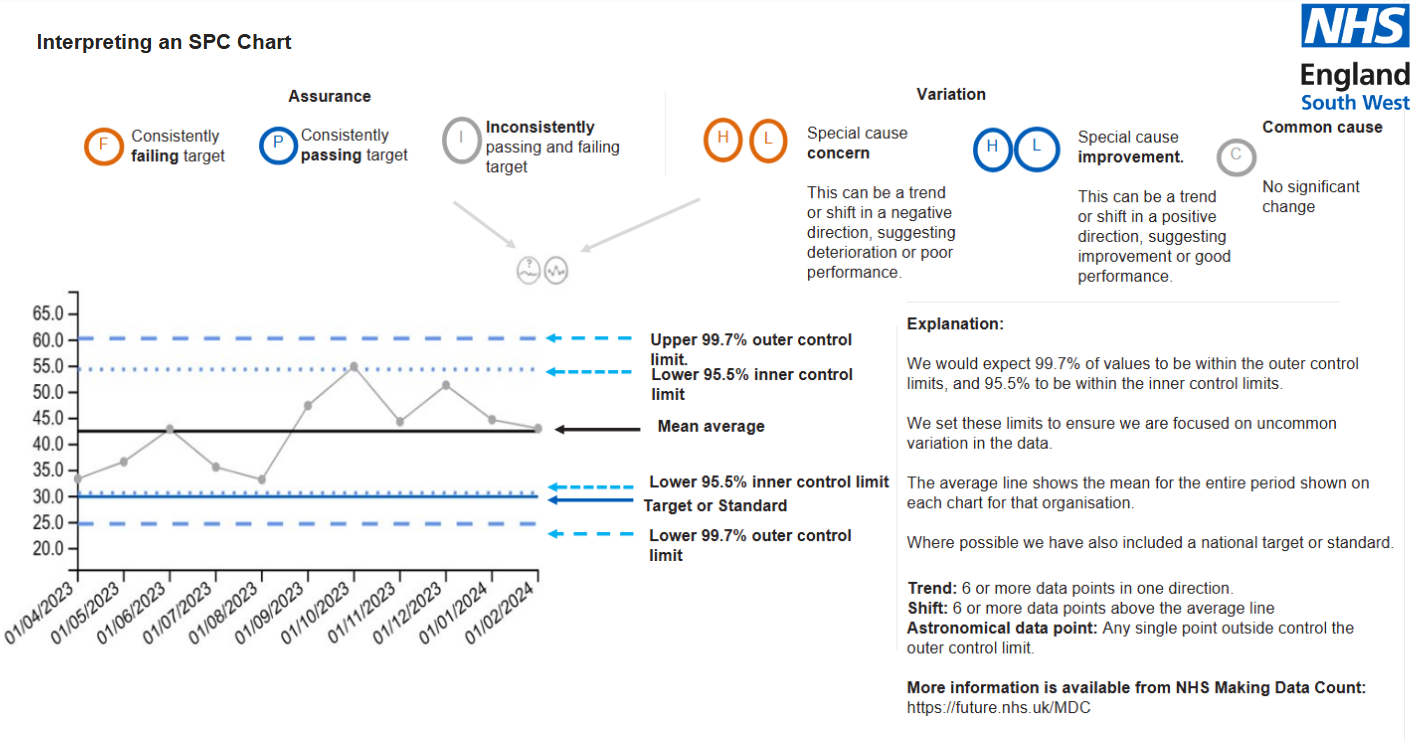 Interpreting an SPC Chart
NHS
England
South West
Assurance
F
Consistently
failing target
P
Consistently
passing target
I
Inconsistently
passing and failing
target
Variation
H
L
Special cause
concern
This can be a trend
or shift in a negative
direction, suggesting
deterioration or poor
performance.
H
L
Special cause
improvement.
This can be a trend
or shift in a positive
direction, suggesting
improvement or good
performance.
Common cause
C
No significant
change
?
65.0
60.0
55.0
50.0
45.0
40.0
35.0
30.0
25.0
20.0
01/04/2023
01/05/2023
01/06/2023
01/07/2023
01/08/2023
01/09/2023
01/10/2023
01/11/2023
01/12/2023
01/01/2024
01/02/2024
Upper 99.7% outer control
limit.
Lower 95.5% inner control
limit
Mean average
Lower 95.5% inner control limit
Target or Standard
Lower 99.7% outer control
limit
Explanation:
We would expect 99.7% of values to be within the outer control
limits, and 95.5% to be within the inner control limits.
We set these limits to ensure we are focused on uncommon
variation in the data.
The average line shows the mean for the entire period shown on
each chart for that organisation.
Where possible we have also included a national target or standard.
Trend: 6 or more data points in one direction.
Shift: 6 or more data points above the average line
Astronomical data point: Any single point outside control the
outer control limit.
More information is available from NHS Making Data Count:
https://future.nhs.uk/MDC